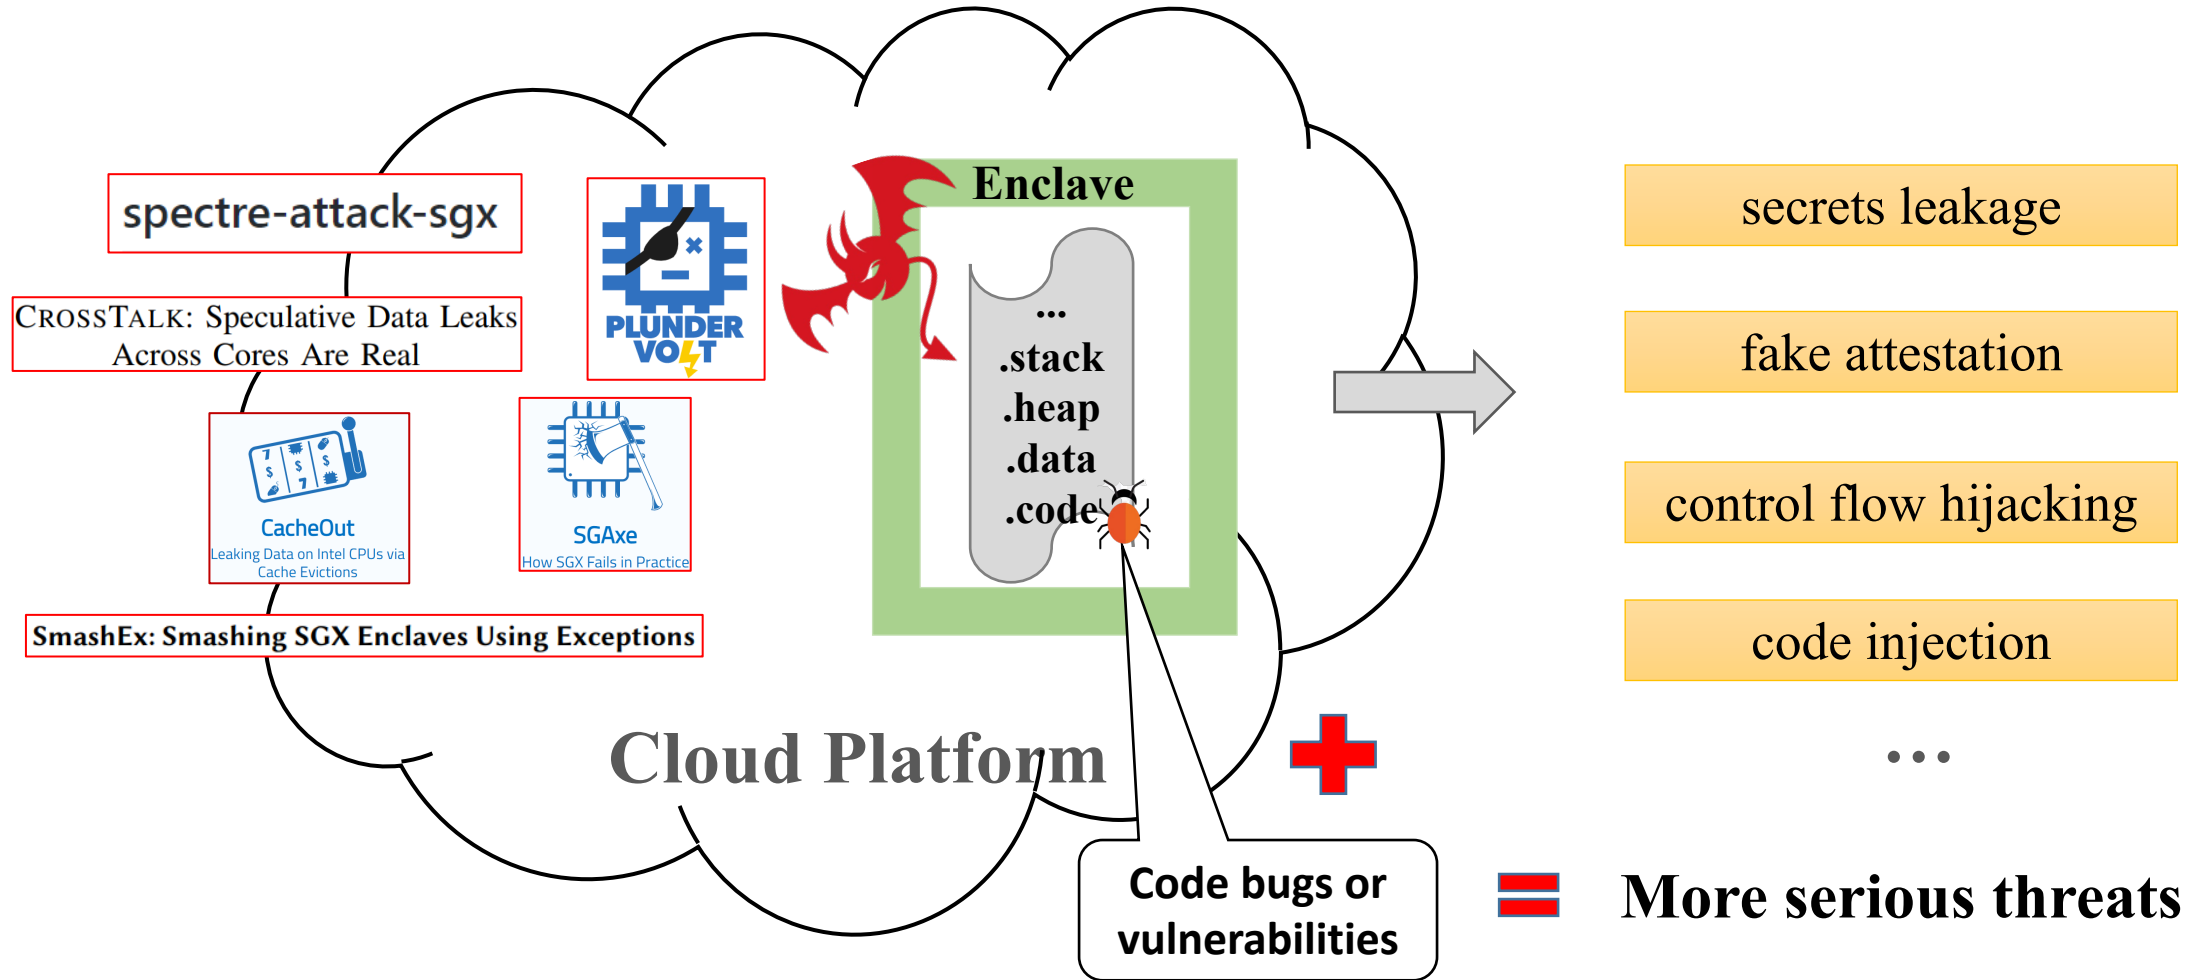 spectre-attack-sgx
CROSSTALK: Speculative Data Leaks
Across Cores Are Real
PLUNDER
VOLT
7 $ $ $ 7
CacheOut
Leaking Data on Intel CPUs via
Cache Evictions
SGAxe
How SGX Fails in Practice
SmashEx: Smashing SGX Enclaves Using Exceptions
Enclave
...
.stack
.heap
.data
.code
Cloud Platform
Code bugs or
vulnerabilities
secrets leakage
fake attestation
control flow hijacking
code injection
...
= More serious threats